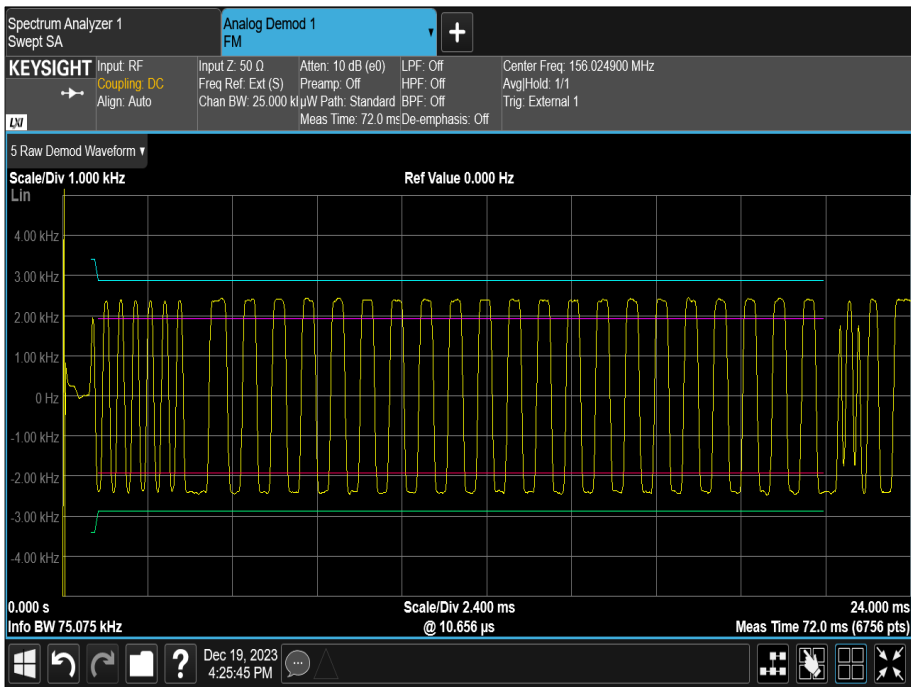 Spectrum Analyzer 1
Swept SA
Analog Demod 1
FM
KEYSIGHT
LXI
Input: RF
Coupling: DC
Align: Auto
Input Z: 50 Ω
Freq Ref: Ext (S)
Chan BW: 25.000 kl
Atten: 10 dB (e0)
Preamp: Off
µW Path: Standard
Meas Time: 72.0 ms
LPF: Off
HPF: Off
BPF: Off
De-emphasis: Off
Center Freq: 156.024900 MHz
Avg|Hold: 1/1
Trig: External 1
5 Raw Demod Waveform
Scale/Div 1.000 kHz
Ref Value 0.000 Hz
Lin
4.00 kHz
3.00 kHz
2.00 kHz
1.00 kHz
0 Hz
-1.00 kHz
-2.00 kHz
-3.00 kHz
-4.00 kHz
0.000 s
Scale/Div 2.400 ms
24.000 ms
Info BW 75.075 kHz
@ 10.656 µs
Meas Time 72.0 ms (6756 pts)
?
Dec 19, 2023
4:25:45 PM